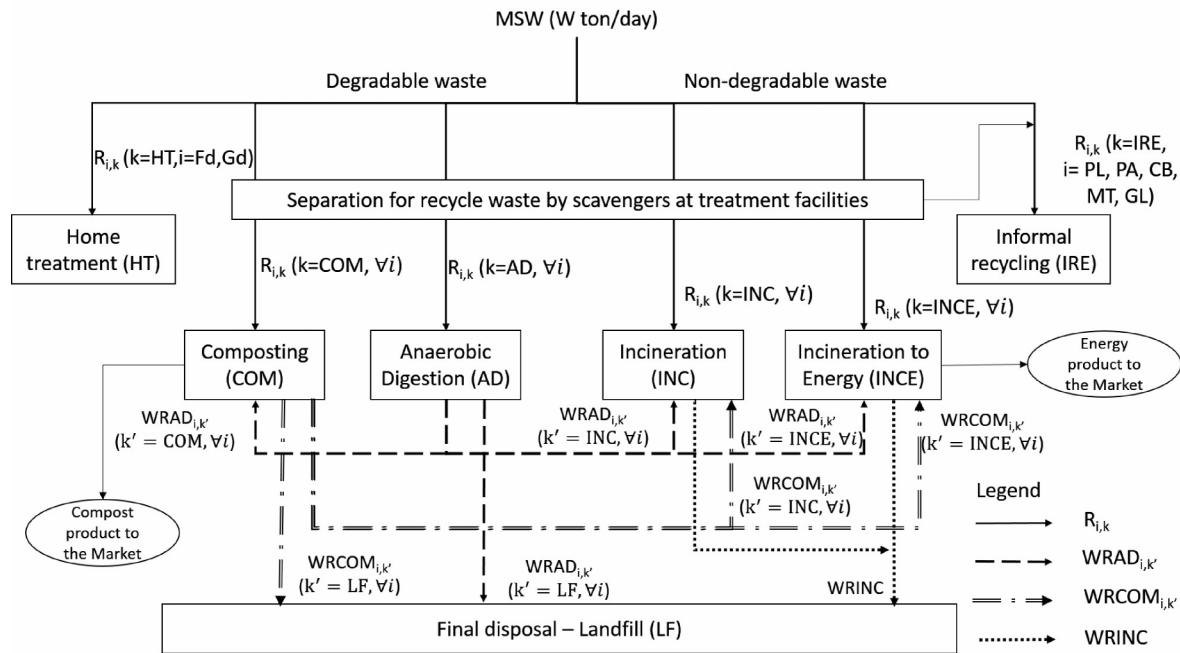 MSW (W ton/day)
Degradable waste
Non-degradable waste
R_{i,k} (k=HT,i=Fd,Gd)
R_{i,k} (k=IRE,
i= PL, PA, CB,
MT, GL)
Separation for recycle waste by scavengers at treatment facilities
Home
treatment (HT)
Informal
recycling (IRE)
R_{i,k} (k=COM, ∀i)
R_{i,k} (k=AD, ∀i)
R_{i,k} (k=INC, ∀i)
R_{i,k} (k=INCE, ∀i)
Composting
(COM)
Anaerobic
Digestion (AD)
Incineration
(INC)
Incineration to
Energy (INCE)
Energy
product to
the Market
WRAD_{i,k'}
(k′ = COM, ∀i)
WRAD_{i,k'}
(k′ = INC, ∀i)
WRAD_{i,k'}
(k′ = INCE, ∀i)
WRCOM_{i,k'}
(k′ = INCE, ∀i)
WRCOM_{i,k'}
(k′ = INC, ∀i)
Compost
product to
the Market
WRCOM_{i,k'}
(k′ = LF, ∀i)
WRAD_{i,k'}
(k′ = LF, ∀i)
WRINC
Final disposal – Landfill (LF)
Legend
R_{i,k}
WRAD_{i,k'}
WRCOM_{i,k'}
WRINC